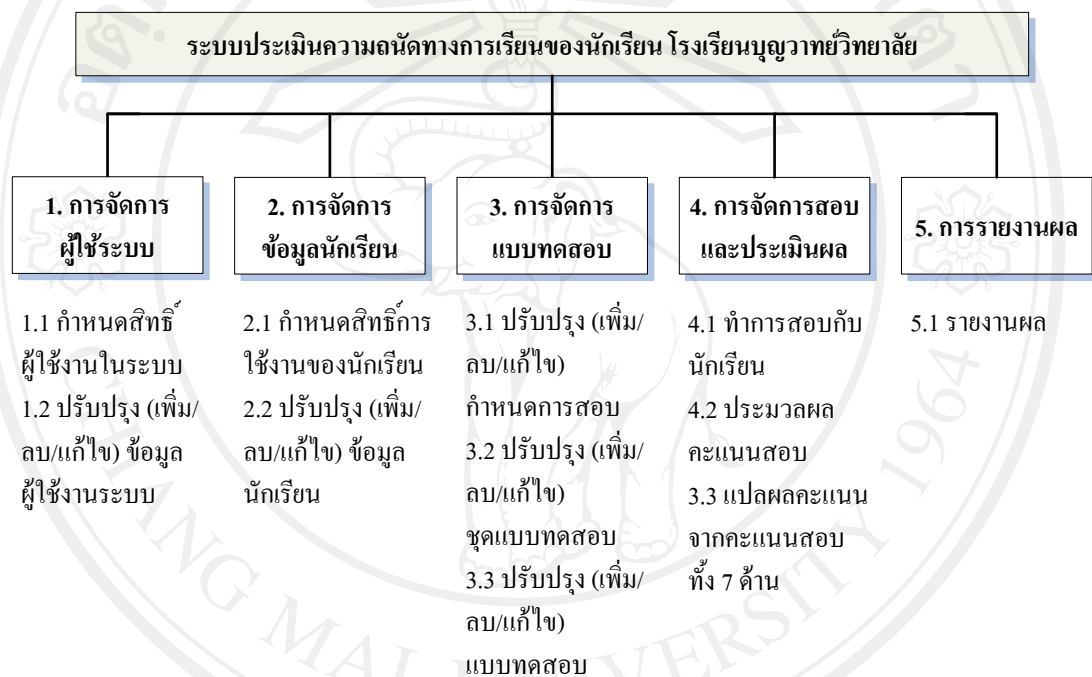 ระบบประเมินความถนัดทางการเรียนของนักเรียน โรงเรียนบุญวาทย์วิทยาลัย
1. การจัดการ
ผู้ใช้ระบบ
2. การจัดการ
ข้อมูลนักเรียน
3. การจัดการ
แบบทดสอบ
4. การจัดการสอบ
และประเมินผล
5. การรายงานผล
1.1 กำหนดสิทธิ์
ผู้ใช้งานในระบบ
1.2 ปรับปรุง (เพิ่ม/
ลบ/แก้ไข) ข้อมูล
ผู้ใช้งานระบบ
2.1 กำหนดสิทธิ์การ
ใช้งานของนักเรียน
2.2 ปรับปรุง (เพิ่ม/
ลบ/แก้ไข) ข้อมูล
นักเรียน
3.1 ปรับปรุง (เพิ่ม/
ลบ/แก้ไข)
กำหนดการสอบ
3.2 ปรับปรุง (เพิ่ม/
ลบ/แก้ไข)
ชุดแบบทดสอบ
3.3 ปรับปรุง (เพิ่ม/
ลบ/แก้ไข)
แบบทดสอบ
4.1 ทำการสอบกับ
นักเรียน
4.2 ประมวลผล
คะแนนสอบ
3.3 แปลผลคะแนน
จากคะแนนสอบ
ทั้ง 7 ด้าน
5.1 รายงานผล
CHIANG MAI UNIVERSITY 1964